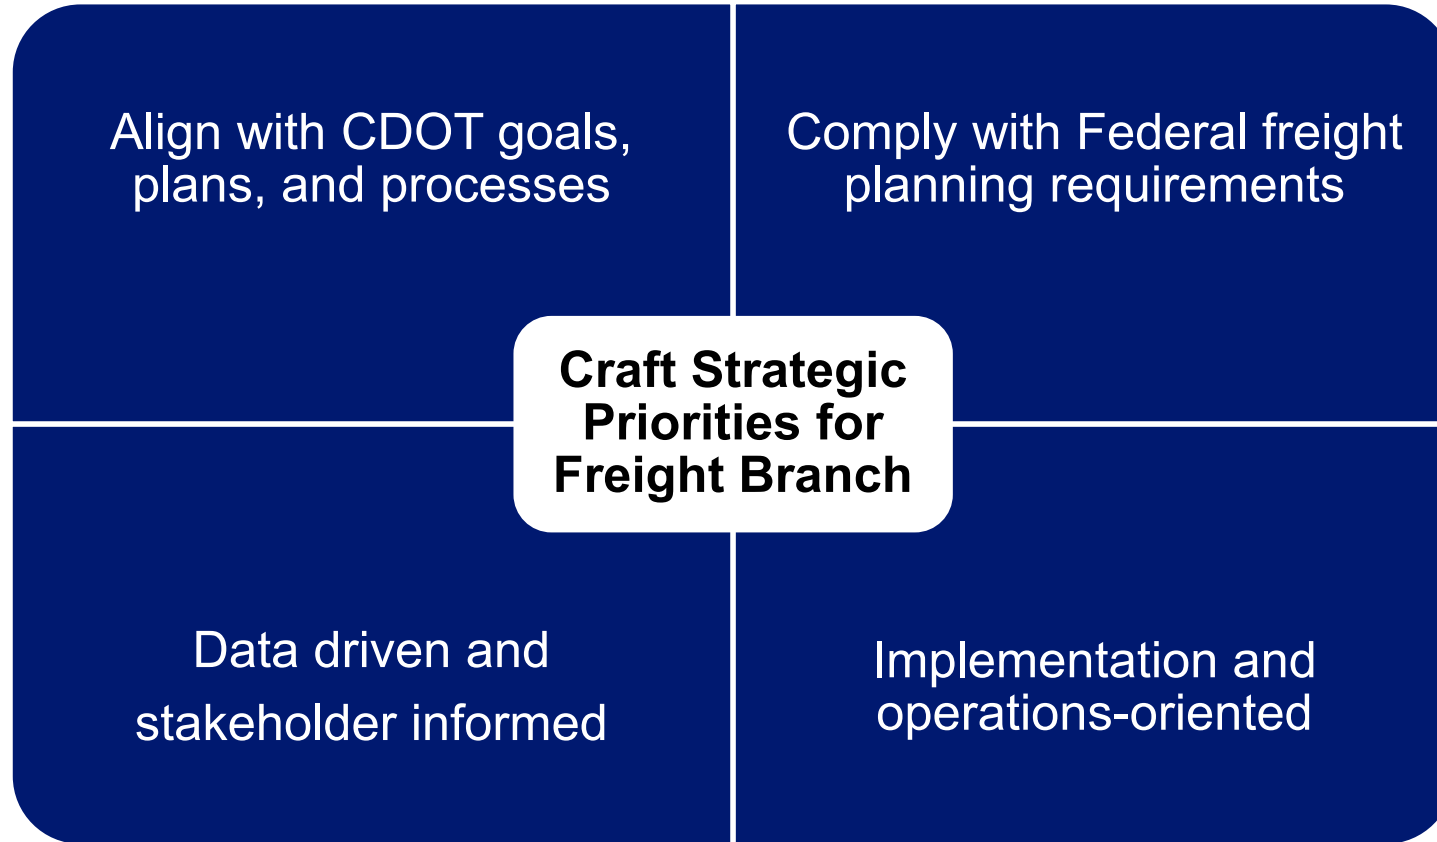 Align with CDOT goals,
plans, and processes
Comply with Federal freight
planning requirements
Craft Strategic
Priorities for
Freight Branch
Data driven and
stakeholder informed
Implementation and
operations-oriented